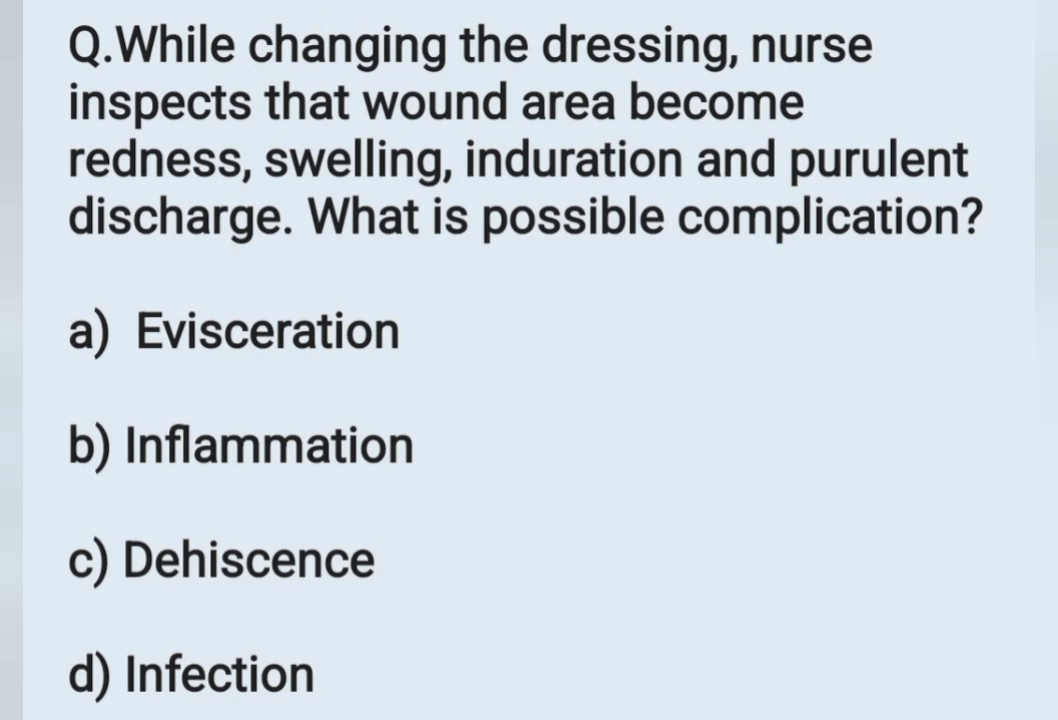 Q.While changing the dressing, nurse
inspects that wound area become
redness, swelling, induration and purulent
discharge. What is possible complication?
a) Evisceration
b) Inflammation
c) Dehiscence
d) Infection